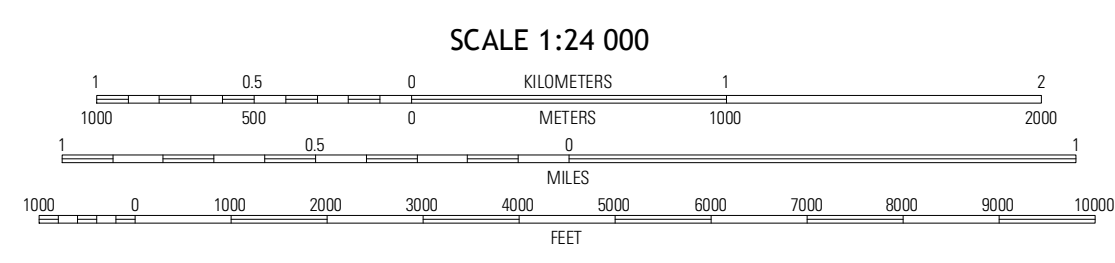 SCALE 1:24 000
1 0.5 0 KILOMETERS 1 2
1000 500 0 METERS 1000 2000
1 0.5 0 1
MILES
1000 0 1000 2000 3000 4000 5000 6000 7000 8000 9000 10000
FEET